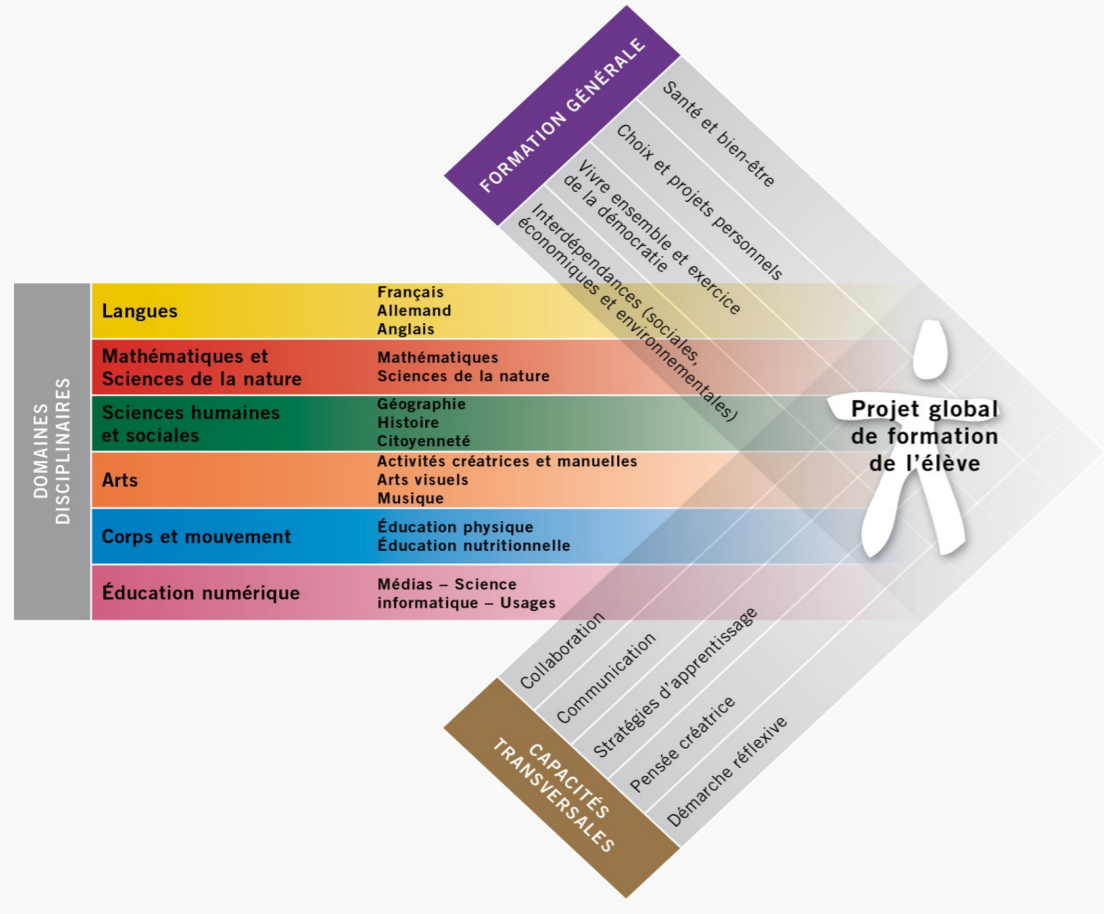 FORMATION GÉNÉRALE
Santé et bien-être
Choix et projets personnels
Vivre ensemble et exercice
de la démocratie
Interdépendances (sociales,
économiques et environnementales)
DOMAINES
DISCIPLINAIRES
Langues
Français
Allemand
Anglais
Mathématiques et
Sciences de la nature
Mathématiques
Sciences de la nature
Sciences humaines
et sociales
Géographie
Histoire
Citoyenneté
Arts
Activités créatrices et manuelles
Arts visuels
Musique
Corps et mouvement
Éducation physique
Éducation nutritionnelle
Éducation numérique
Médias – Science
informatique – Usages
Projet global
de formation
de l’élève
Collaboration
Communication
Stratégies d’apprentissage
Pensée créatrice
Démarche réflexive
CAPACITÉS
TRANSVERSALES